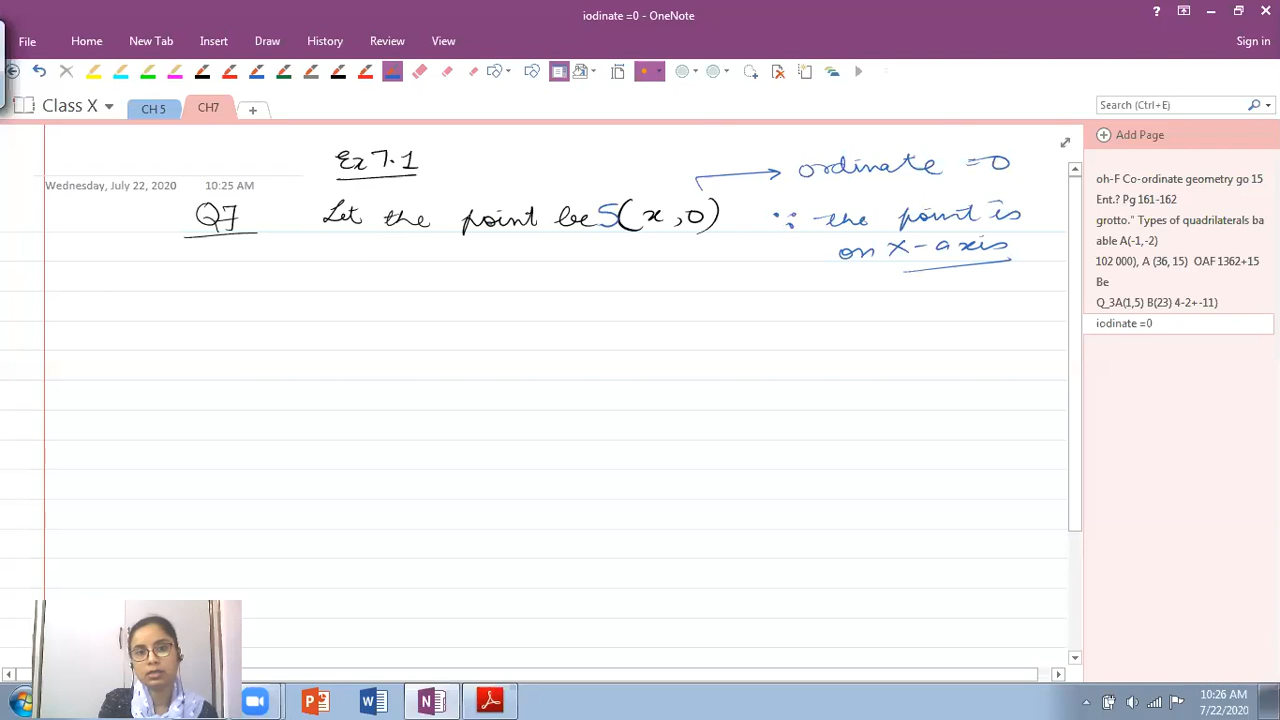 iodinate =0 - OneNote
File Home New Tab Insert Draw History Review View Sign in
Class X CH 5 CH7 Search (Ctrl+E)
Add Page
Ex 7.1
ordinate =0
Wednesday, July 22, 2020 10:25 AM
Q7 Let the point be S(x,0) ∵ the point is
on X-axis
oh-F Co-ordinate geometry go 15
Ent.? Pg 161-162
grotto." Types of quadrilaterals ba
able A(-1,-2)
102 000), A (36, 15) OAF 1362+15
Be
Q_3A(1,5) B(23) 4-2+-11)
iodinate =0
10:26 AM
7/22/2020